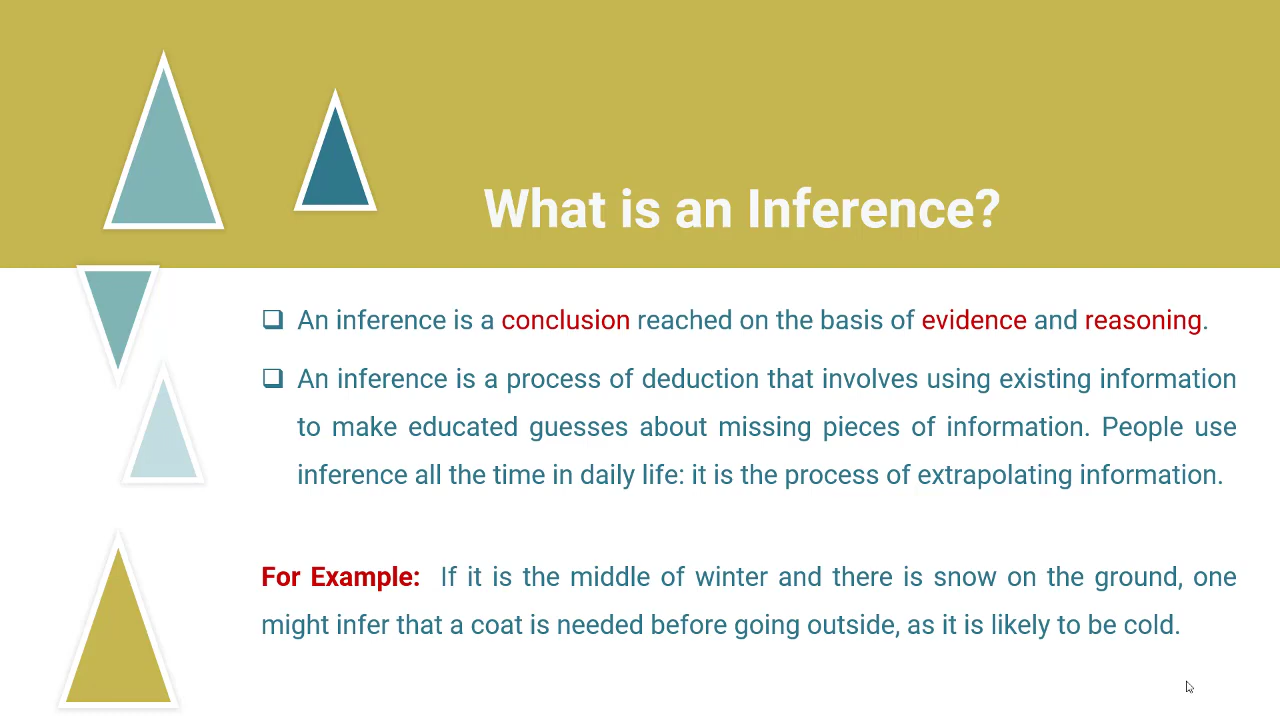 What is an Inference?
An inference is a conclusion reached on the basis of evidence and reasoning.
An inference is a process of deduction that involves using existing information
to make educated guesses about missing pieces of information. People use
inference all the time in daily life: it is the process of extrapolating information.
For Example: If it is the middle of winter and there is snow on the ground, one
might infer that a coat is needed before going outside, as it is likely to be cold.